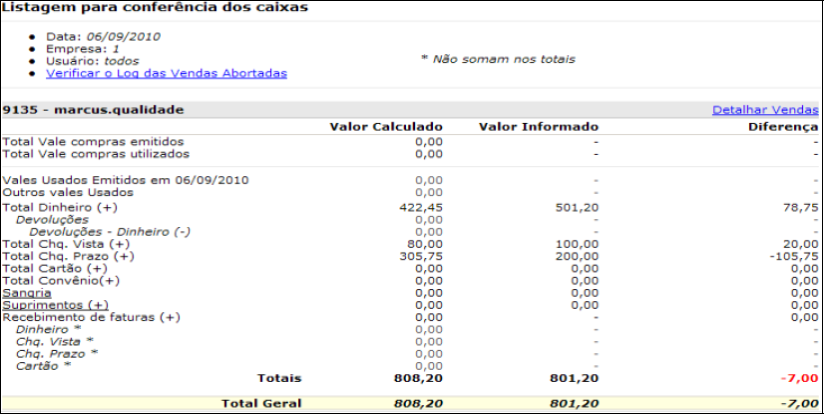 Listagem para conferência dos caixas
Data: 06/09/2010
Empresa: 1
Usuário: todos * Não somam nos totais
Verificar o Log das Vendas Abortadas
9135 - marcus.qualidade Detalhar Vendas
Valor Calculado Valor Informado Diferença
Total Vale compras emitidos 0,00 - -
Total Vale compras utilizados 0,00 - -
Vales Usados Emitidos em 06/09/2010 0,00 - -
Outros vales Usados 0,00 - -
Total Dinheiro (+) 422,45 501,20 78,75
Devoluções 0,00 - -
Devoluções - Dinheiro (-) 0,00 - -
Total Chq. Vista (+) 80,00 100,00 20,00
Total Chq. Prazo (+) 305,75 200,00 -105,75
Total Cartão (+) 0,00 0,00 0,00
Total Convênio(+) 0,00 0,00 0,00
Sangria 0,00 0,00 0,00
Suprimentos (+) 0,00 0,00 0,00
Recebimento de faturas (+) 0,00 - 0,00
Dinheiro * 0,00 - -
Chq. Vista * 0,00 - -
Chq. Prazo * 0,00 - -
Cartão * 0,00 - -
Totais 808,20 801,20 -7,00
Total Geral 808,20 801,20 -7,00